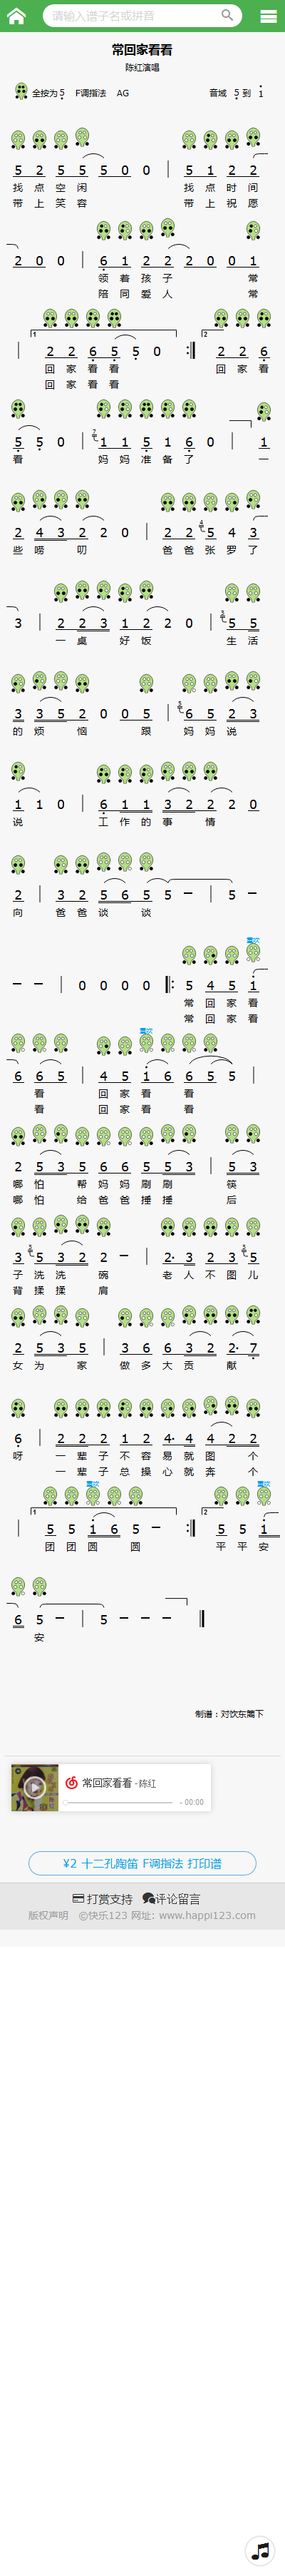 请输入谱子名或拼音
常回家看看
陈红演唱
全按为 5 F调指法 AG 音域 5 到 1
5 2 5 5 5 0 0 | 5 1 2 2
找 点 空 闲 找 点 时 间
带 上 笑 容 带 上 祝 愿
2 0 0 | 6 1 2 2 2 0 0 1
领 着 孩 子 常
陪 同 爱 人 常
| 1 2 2 6 5 5 0 :| 2 2 2 6
回 家 看 看 回 家 看
回 家 看 看
5 5 0 | 7 1 1 5 1 6 0 | 1
看 妈 妈 准 备 了 一
2 4 3 2 2 0 | 2 2 4 5 4 3
些 唠 叨 爸 爸 张 罗 了
3 | 2 2 3 1 2 2 0 | 3 5 5
一 桌 好 饭 生 活
3 3 5 2 0 0 5 | 5 6 5 2 3
的 烦 恼 跟 妈 妈 说
1 1 0 | 6 1 1 3 2 2 2 0
说 工 作 的 事 情
2 | 3 2 5 6 5 5 － | 5 －
向 爸 爸 谈 谈
－ － | 0 0 0 0 |: 5 4 5 1
常 回 家 看
常 回 家 看
6 6 5 | 4 5 1 6 6 5 5 |
看 回 家 看 看
看 回 家 看 看
2 5 3 5 6 6 5 5 3 | 5 3
哪 怕 帮 妈 妈 刷 刷 筷
哪 怕 给 爸 爸 捶 捶 后
3 5 5 3 2 2 － | 2· 3 2 3 5 5
子 洗 洗 碗 老 人 不 图 儿
背 揉 揉 肩
2 5 3 5 | 3 6 6 3 2 2· 7
女 为 家 做 多 大 贡 献
6 | 2 2 2 1 2 4· 4 4 2 2
呀 一 辈 子 不 容 易 就 图 个
一 辈 子 总 操 心 就 奔 个
| 1 5 5 1 6 5 － :| 2 5 5 1
团 团 圆 圆 平 平 安
6 5 － | 5 － － －
安
制谱：对饮东篱下
常回家看看 - 陈红
- 00:00
¥2 十二孔陶笛 F调指法 打印谱
打赏支持 评论留言
版权声明 ©快乐123 网址: www.happi123.com